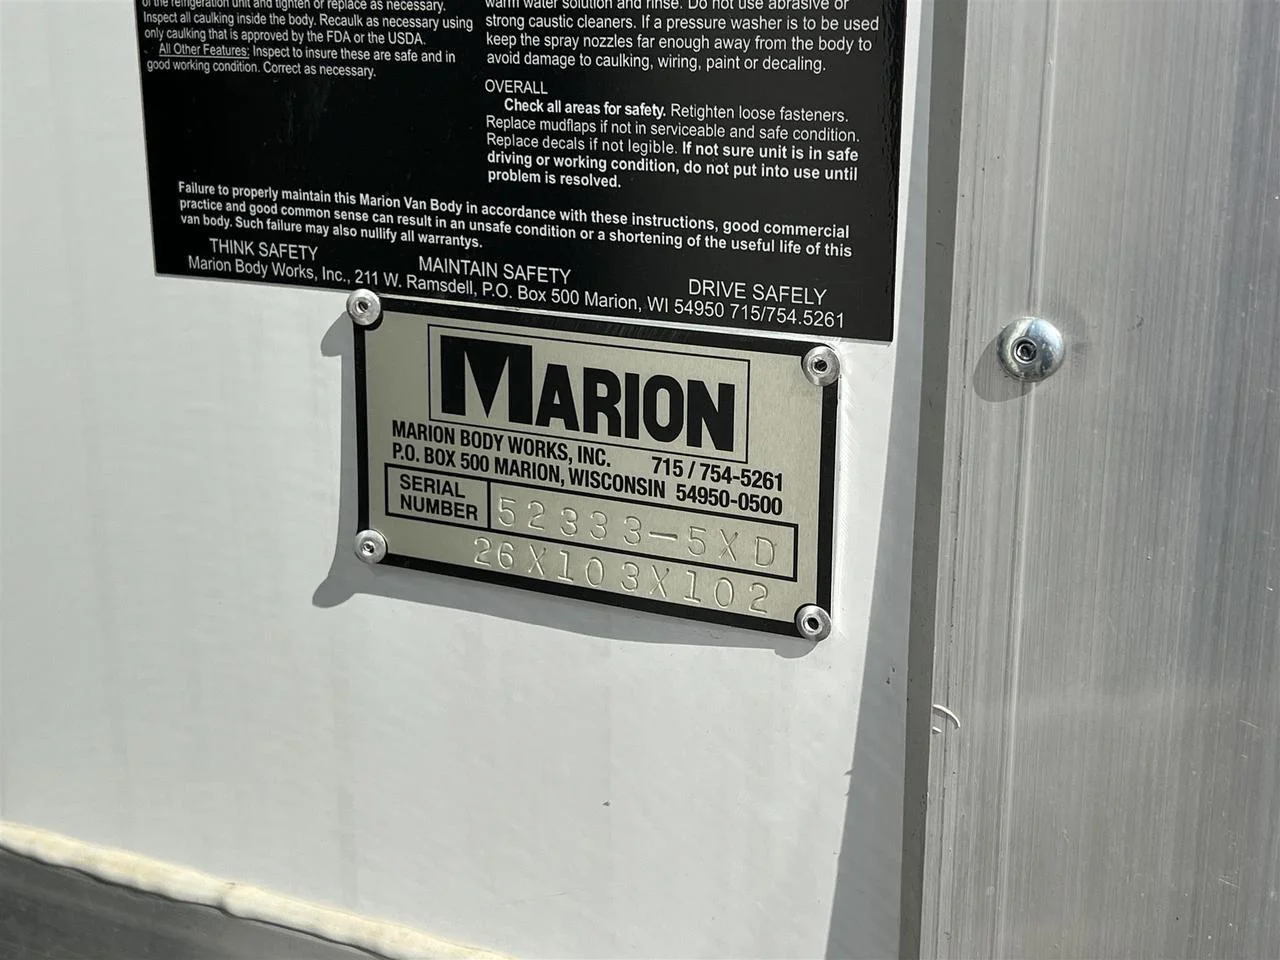 of the refrigeration unit and tighten or replace as necessary.
Inspect all caulking inside the body. Recaulk as necessary using
only caulking that is approved by the FDA or the USDA.
All Other Features: Inspect to insure these are safe and in
good working condition. Correct as necessary.
warm water solution and rinse. Do not use abrasive or
strong caustic cleaners. If a pressure washer is to be used
keep the spray nozzles far enough away from the body to
avoid damage to caulking, wiring, paint or decaling.
OVERALL
Check all areas for safety. Retighten loose fasteners.
Replace mudflaps if not in serviceable and safe condition.
Replace decals if not legible. If not sure unit is in safe
driving or working condition, do not put into use until
problem is resolved.
Failure to properly maintain this Marion Van Body in accordance with these instructions, good commercial
practice and good common sense can result in an unsafe condition or a shortening of the useful life of this
van body. Such failure may also nullify all warrantys.
THINK SAFETY MAINTAIN SAFETY DRIVE SAFELY
Marion Body Works, Inc., 211 W. Ramsdell, P.O. Box 500 Marion, WI 54950 715/754.5261
MARION
MARION BODY WORKS, INC. 715 / 754-5261
P.O. BOX 500 MARION, WISCONSIN 54950-0500
SERIAL
NUMBER
52333-5XD
26X103X102